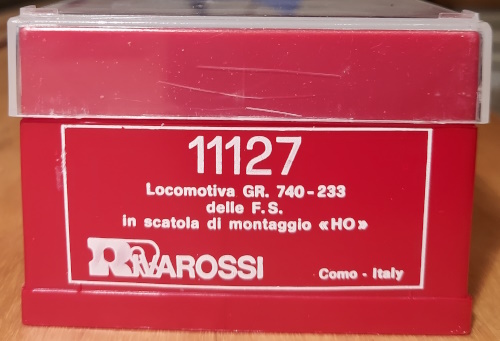 11127
Locomotiva GR. 740-233
delle F.S.
in scatola di montaggio «HO»
RIVAROSSI
Como - Italy